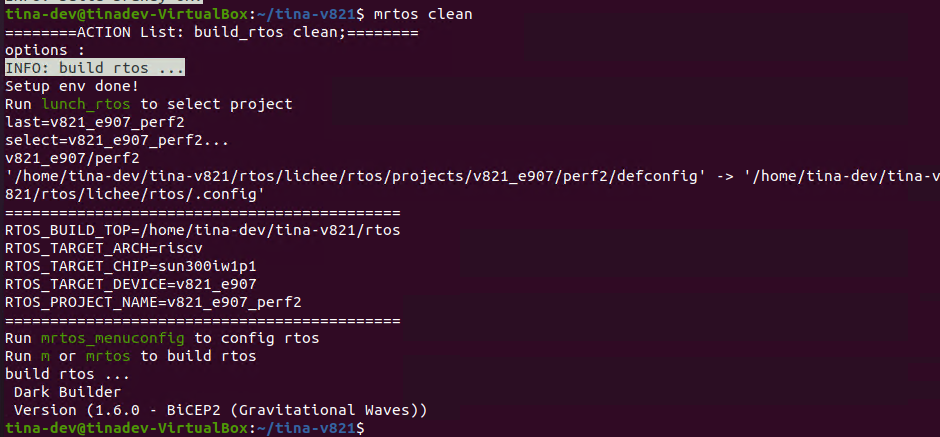 tina-dev@tinadev-VirtualBox:~/tina-v821$ mrtos clean
========ACTION List: build_rtos clean;========
options :
INFO: build rtos ...
Setup env done!
Run lunch_rtos to select project
last=v821_e907_perf2
select=v821_e907_perf2...
v821_e907/perf2
'/home/tina-dev/tina-v821/rtos/lichee/rtos/projects/v821_e907/perf2/defconfig' -> '/home/tina-dev/tina-v
821/rtos/lichee/rtos/.config'
============================================
RTOS_BUILD_TOP=/home/tina-dev/tina-v821/rtos
RTOS_TARGET_ARCH=riscv
RTOS_TARGET_CHIP=sun300iw1p1
RTOS_TARGET_DEVICE=v821_e907
RTOS_PROJECT_NAME=v821_e907_perf2
============================================
Run mrtos_menuconfig to config rtos
Run m or mrtos to build rtos
build rtos ...
 Dark Builder
 Version (1.6.0 - BiCEP2 (Gravitational Waves))
tina-dev@tinadev-VirtualBox:~/tina-v821$